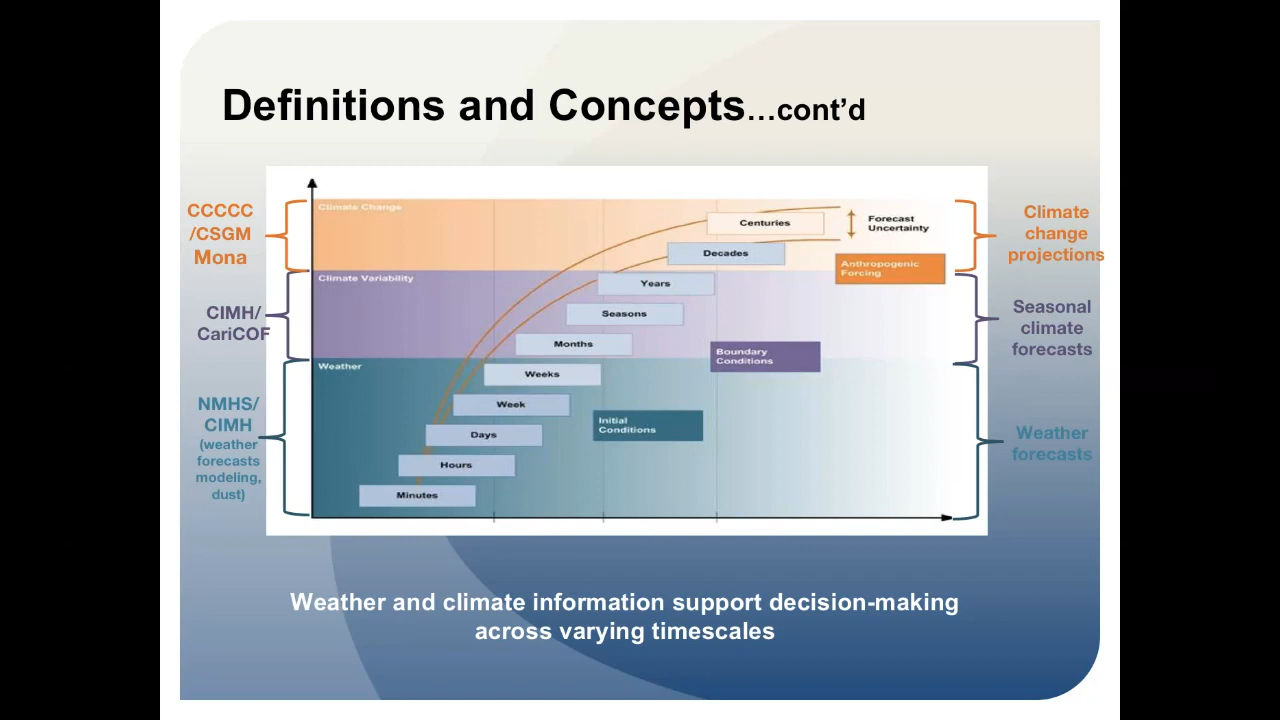 Definitions and Concepts...cont'd
CCCCC
/CSGM
Mona
CIMH/
CariCOF
NMHS/
CIMH
(weather
forecasts
modeling,
dust)
Climate Change
Centuries
Forecast
Uncertainty
Decades
Anthropogenic
Forcing
Climate Variability
Years
Seasons
Months
Boundary
Conditions
Weather
Weeks
Week
Initial
Conditions
Days
Hours
Minutes
Climate
change
projections
Seasonal
climate
forecasts
Weather
forecasts
Weather and climate information support decision-making
across varying timescales